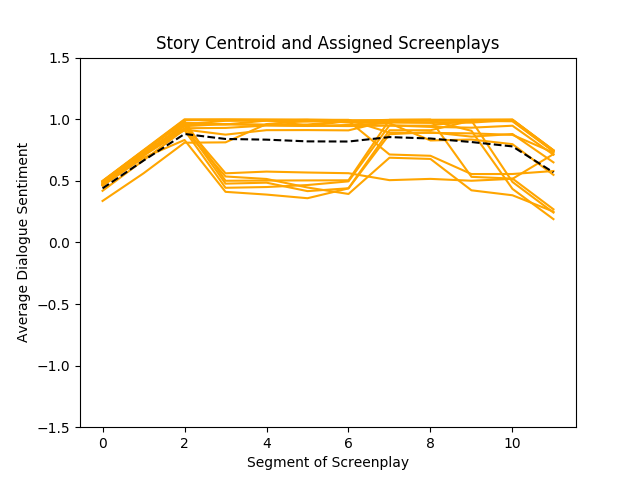 Story Centroid and Assigned Screenplays
1.5
1.0
0.5
0.0
−0.5
−1.0
−1.5
Average Dialogue Sentiment
0 2 4 6 8 10
Segment of Screenplay